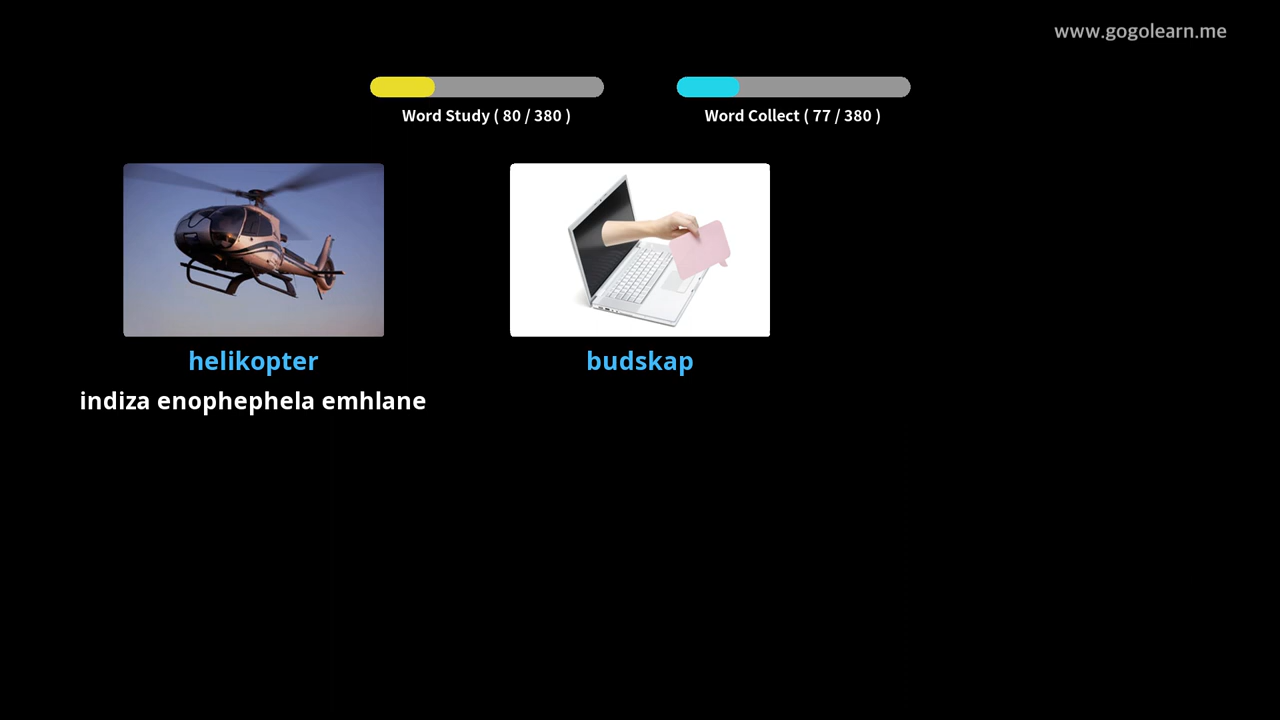 www.gogolearn.me
Word Study ( 80 / 380 )
Word Collect ( 77 / 380 )
helikopter
budskap
indiza enophephela emhlane